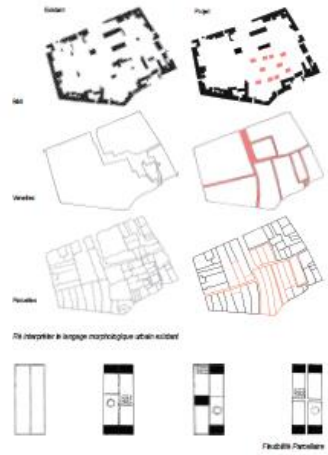 Existant
Projet
Bâti
Venelles
Parcelles
Ré interpréter le langage morphologique urbain existant
Flexibilité Parcellaire